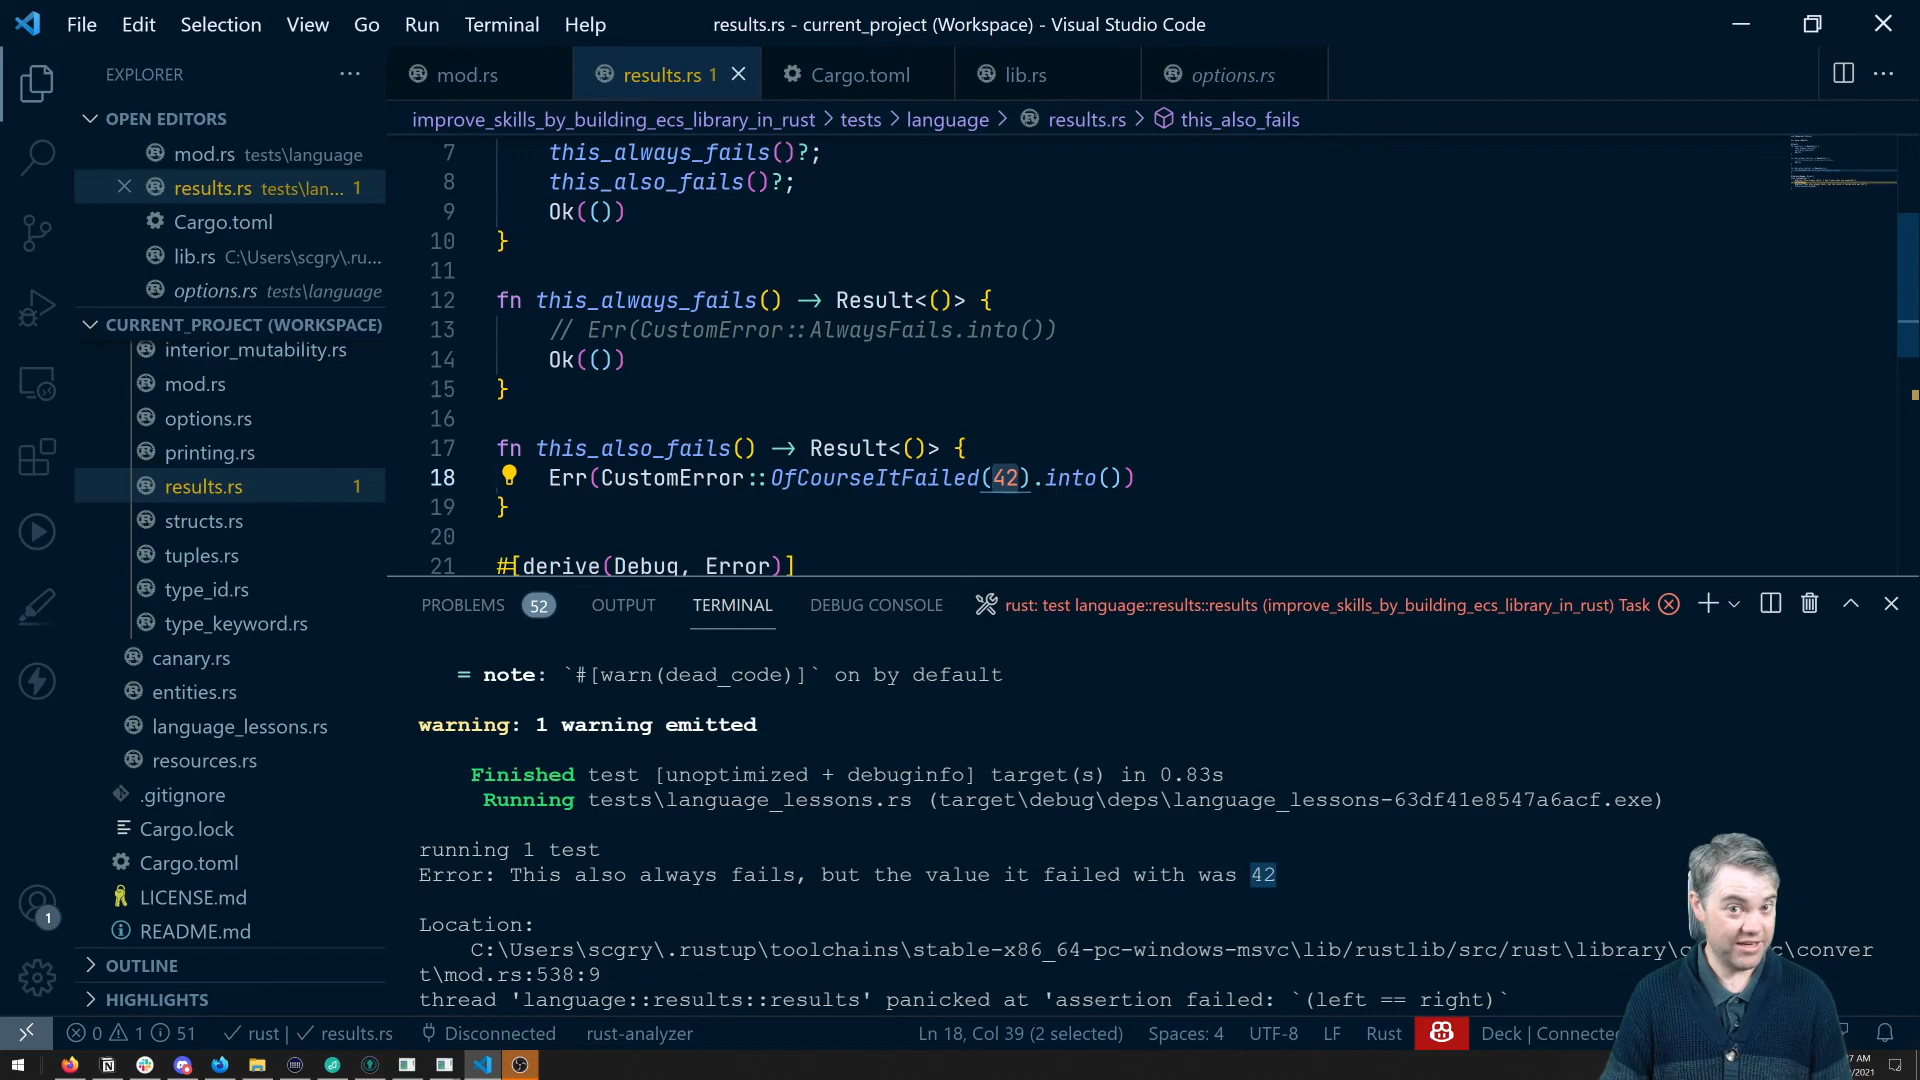 File Edit Selection View Go Run Terminal Help
results.rs - current_project (Workspace) - Visual Studio Code
EXPLORER
mod.rs
results.rs 1
Cargo.toml
lib.rs
options.rs
OPEN EDITORS
mod.rs tests\language
results.rs tests\lan... 1
Cargo.toml
lib.rs C:\Users\scgry\.ru...
options.rs tests\language
CURRENT_PROJECT (WORKSPACE)
interior_mutability.rs
mod.rs
options.rs
printing.rs
results.rs 1
structs.rs
tuples.rs
type_id.rs
type_keyword.rs
canary.rs
entities.rs
language_lessons.rs
resources.rs
.gitignore
Cargo.lock
Cargo.toml
LICENSE.md
README.md
OUTLINE
HIGHLIGHTS
1
improve_skills_by_building_ecs_library_in_rust > tests > language > results.rs > this_also_fails
7 this_always_fails()?;
8 this_also_fails()?;
9 Ok(())
10 }
11
12 fn this_always_fails() -> Result<()> {
13 // Err(CustomError::AlwaysFails.into())
14 Ok(())
15 }
16
17 fn this_also_fails() -> Result<()> {
18 Err(CustomError::OfCourseItFailed(42).into())
19 }
20
21 #[derive(Debug, Error)]
PROBLEMS 52 OUTPUT TERMINAL DEBUG CONSOLE rust: test language::results::results (improve_skills_by_building_ecs_library_in_rust) Task
= note: `#[warn(dead_code)]` on by default
warning: 1 warning emitted
Finished test [unoptimized + debuginfo] target(s) in 0.83s
Running tests\language_lessons.rs (target\debug\deps\language_lessons-63df41e8547a6acf.exe)
running 1 test
Error: This also always fails, but the value it failed with was 42
Location:
C:\Users\scgry\.rustup\toolchains\stable-x86_64-pc-windows-msvc\lib/rustlib/src/rust\library\c \conver
t\mod.rs:538:9
thread 'language::results::results' panicked at 'assertion failed: `(left == right)`
0 1 51 rust | results.rs Disconnected rust-analyzer Ln 18, Col 39 (2 selected) Spaces: 4 UTF-8 LF Rust Deck | Connecte
7 AM
/2021